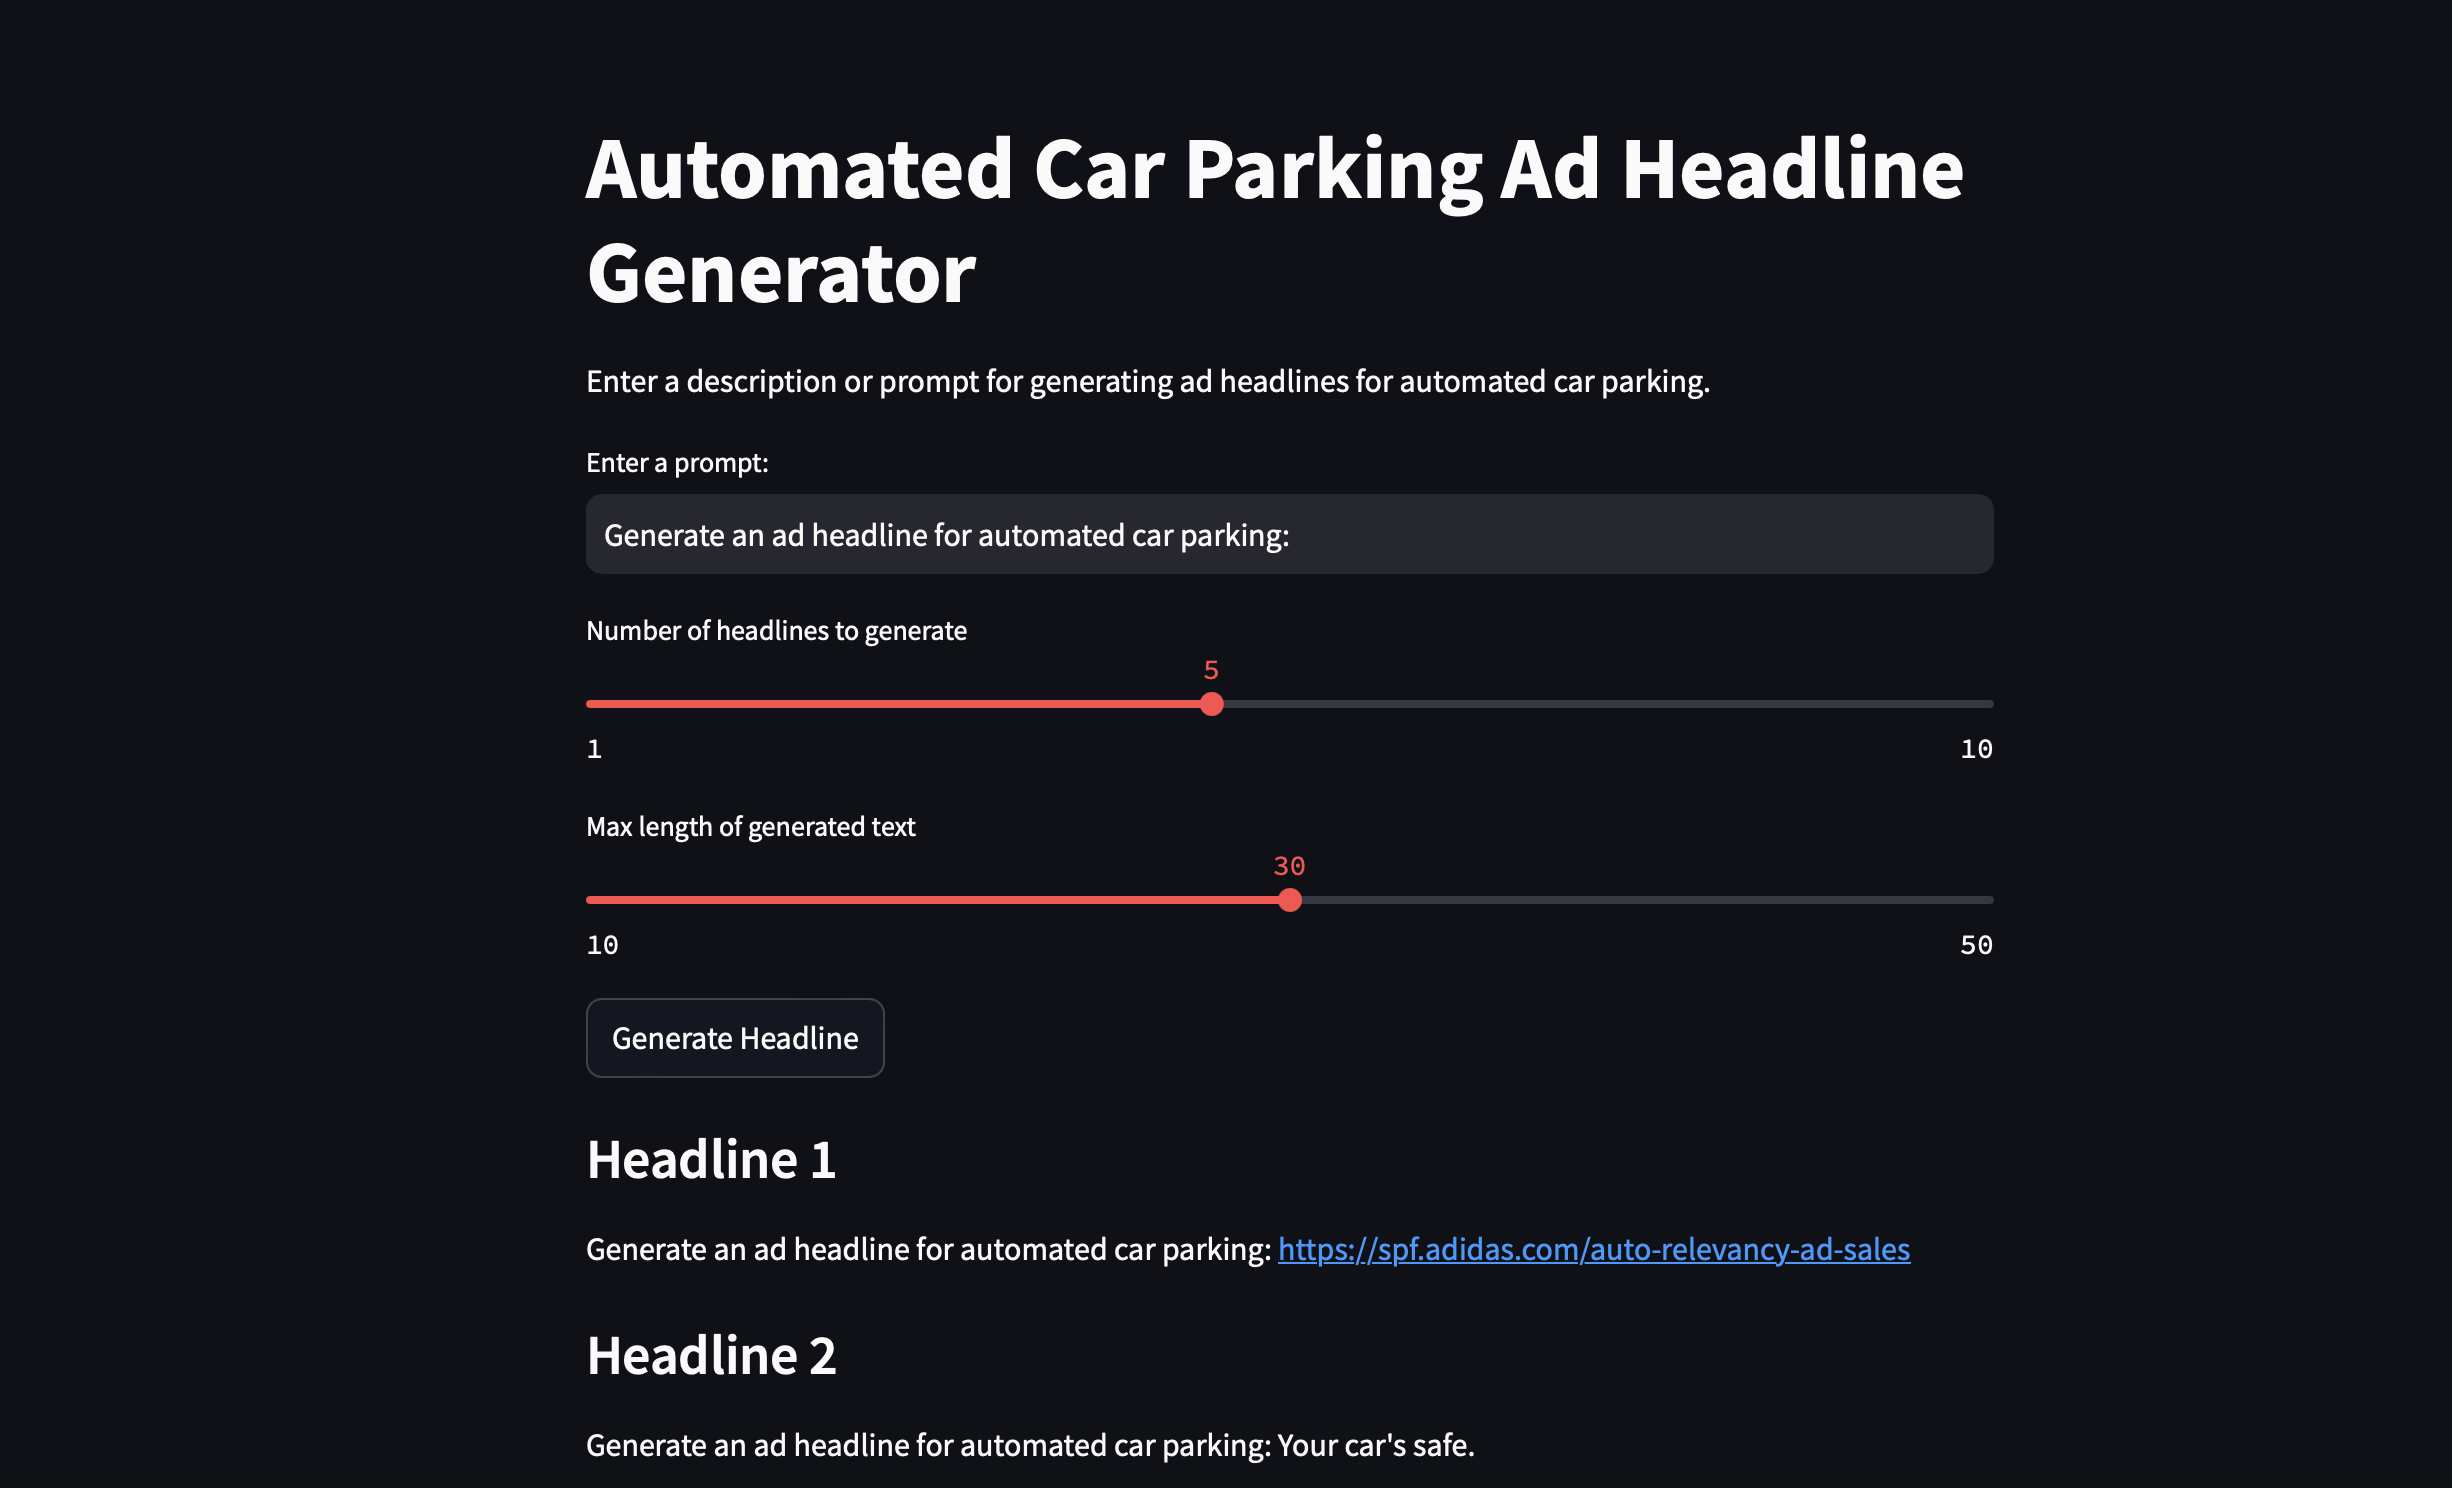 Automated Car Parking Ad Headline
Generator
Enter a description or prompt for generating ad headlines for automated car parking.
Enter a prompt:
Generate an ad headline for automated car parking:
Number of headlines to generate
5
1 10
Max length of generated text
30
10 50
Generate Headline
Headline 1
Generate an ad headline for automated car parking: https://spf.adidas.com/auto-relevancy-ad-sales
Headline 2
Generate an ad headline for automated car parking: Your car's safe.